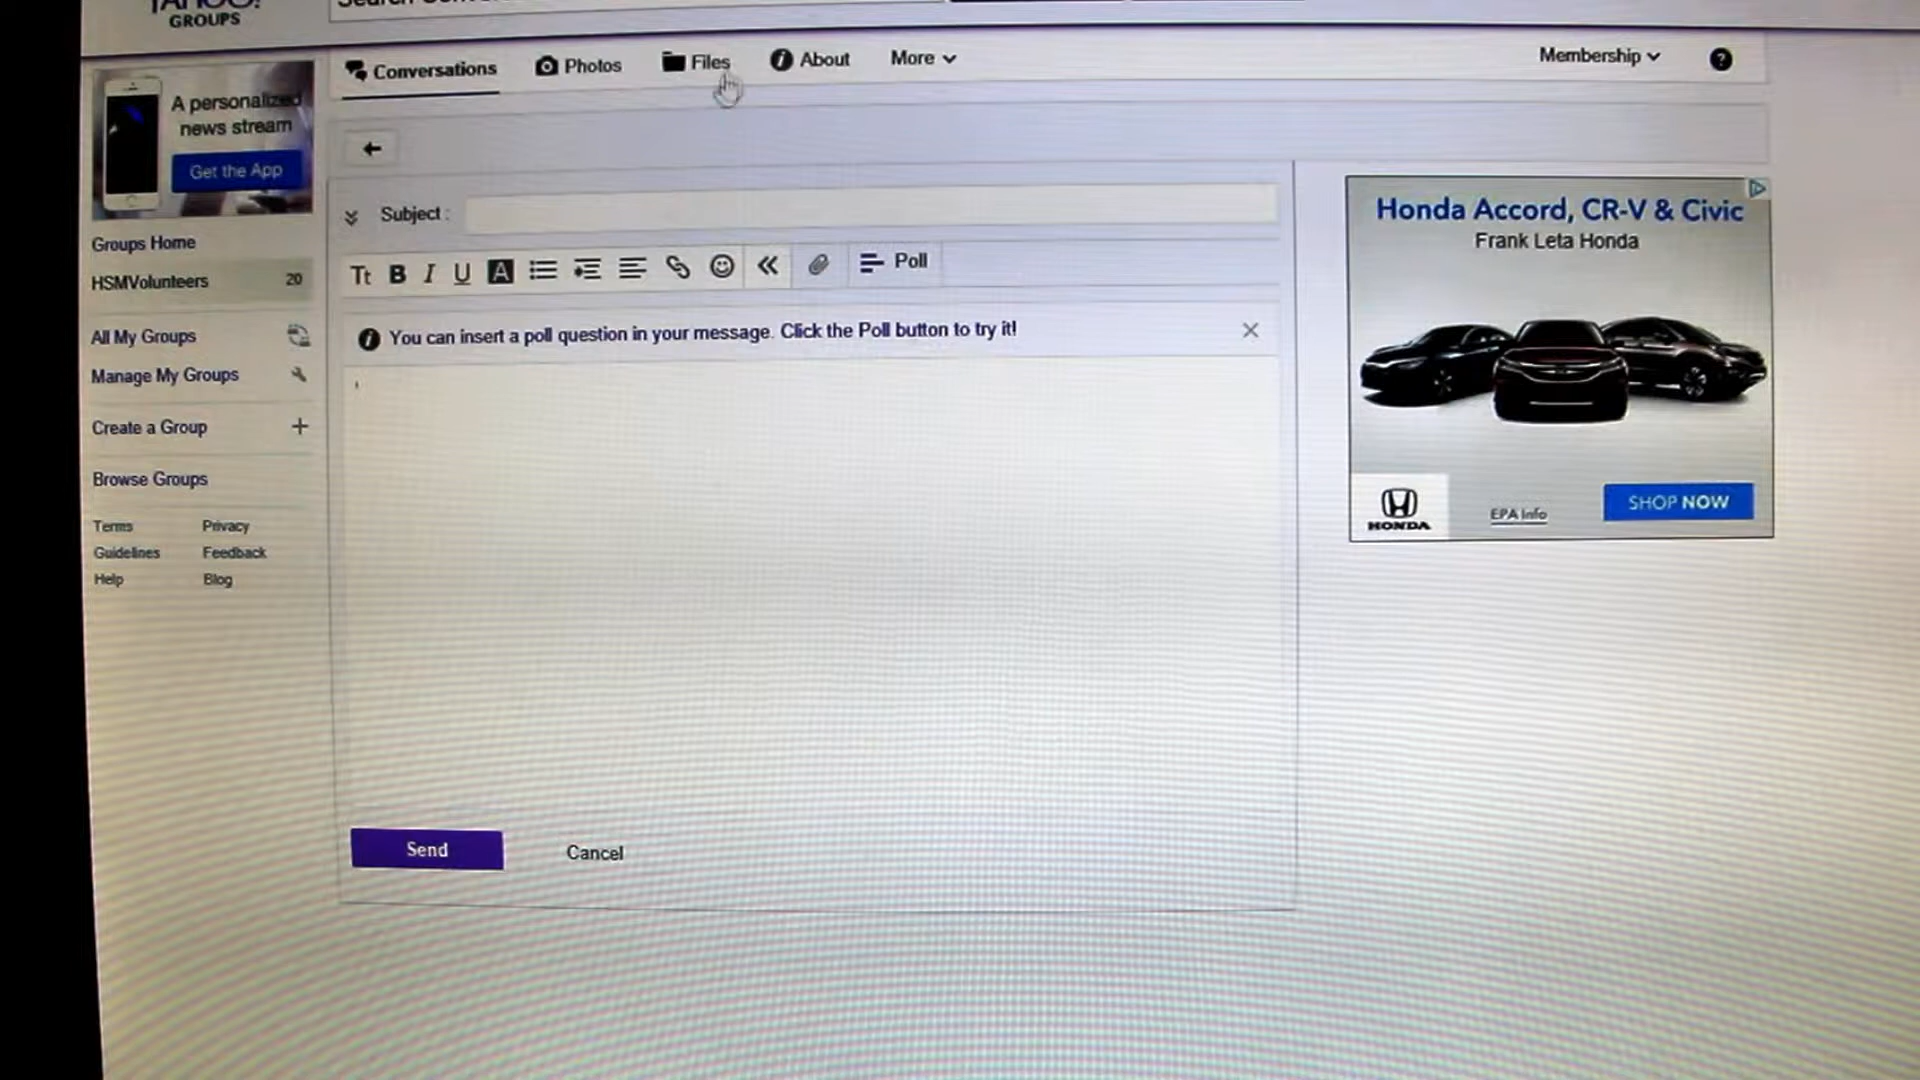 YAHOO!
GROUPS
Conversations
Photos
Files
About
More
Membership
?
A personalized
news stream
Get the App
Groups Home
HSMVolunteers 20
All My Groups
Manage My Groups
Create a Group +
Browse Groups
Terms Privacy
Guidelines Feedback
Help Blog
Subject :
Tt B I U A
Poll
You can insert a poll question in your message. Click the Poll button to try it!
Send
Cancel
Honda Accord, CR-V & Civic
Frank Leta Honda
HONDA
EPA Info
SHOP NOW